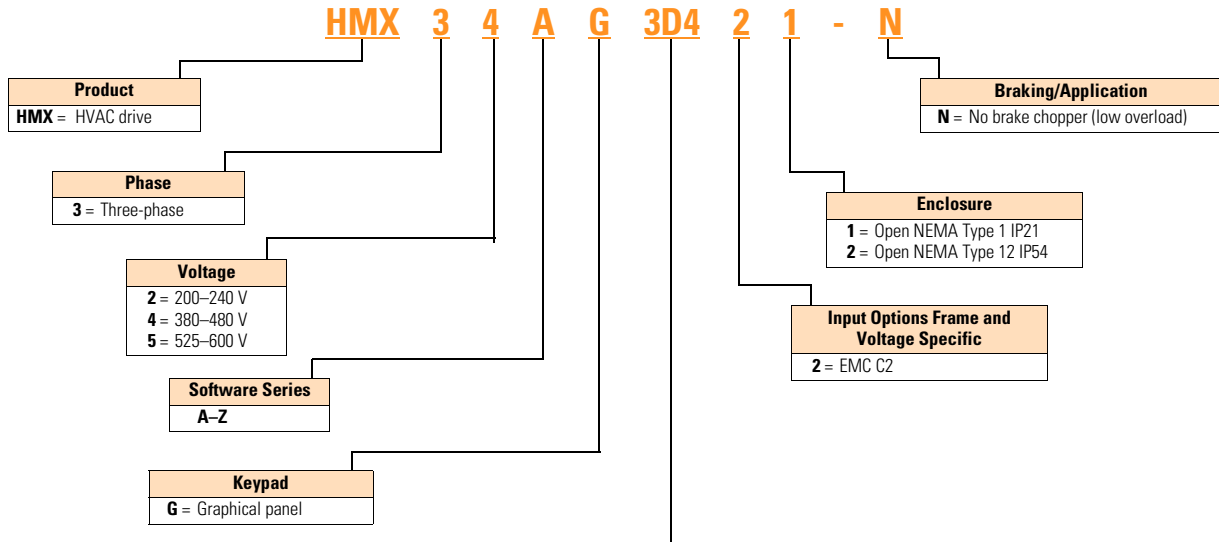 HMX 3 4 A G 3D4 2 1 - N
Product
HMX = HVAC drive
Braking/Application
N = No brake chopper (low overload)
Phase
3 = Three-phase
Enclosure
1 = Open NEMA Type 1 IP21
2 = Open NEMA Type 12 IP54
Voltage
2 = 200–240 V
4 = 380–480 V
5 = 525–600 V
Input Options Frame and
Voltage Specific
2 = EMC C2
Software Series
A–Z
Keypad
G = Graphical panel